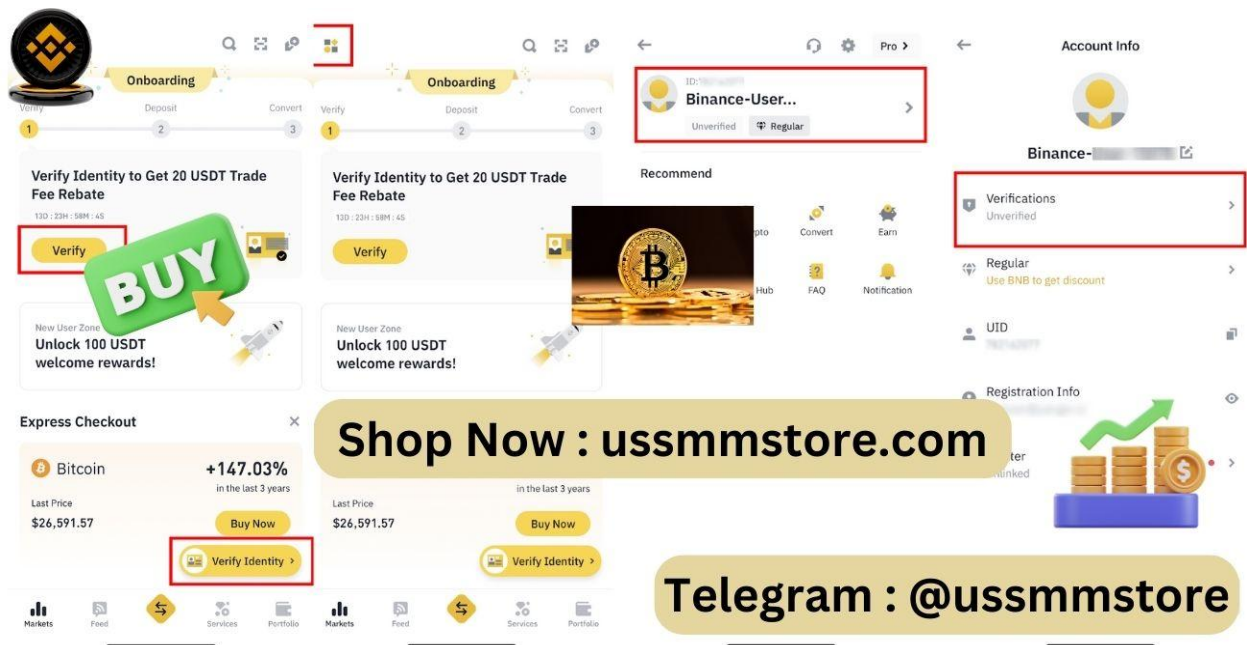 Onboarding
Verify
Deposit
Convert
1
2
3
Verify Identity to Get 20 USDT Trade
Fee Rebate
13D : 23H : 58M : 4S
Verify
BUY
New User Zone
Unlock 100 USDT
welcome rewards!
Express Checkout
Bitcoin
+147.03%
in the last 3 years
Last Price
$26,591.57
Buy Now
Verify Identity
Markets
Feed
Services
Portfolio
Onboarding
Verify
Deposit
Convert
1
2
3
Verify Identity to Get 20 USDT Trade
Fee Rebate
13D : 23H : 58M : 4S
Verify
New User Zone
Unlock 100 USDT
welcome rewards!
in the last 3 years
Last Price
$26,591.57
Buy Now
Verify Identity
Markets
Feed
Services
Portfolio
Pro
ID:
Binance-User...
Unverified
Regular
Recommend
Convert
Earn
Hub
FAQ
Notification
Account Info
Binance-
Verifications
Unverified
Regular
Use BNB to get discount
UID
Registration Info
Shop Now : ussmmstore.com
Telegram : @ussmmstore